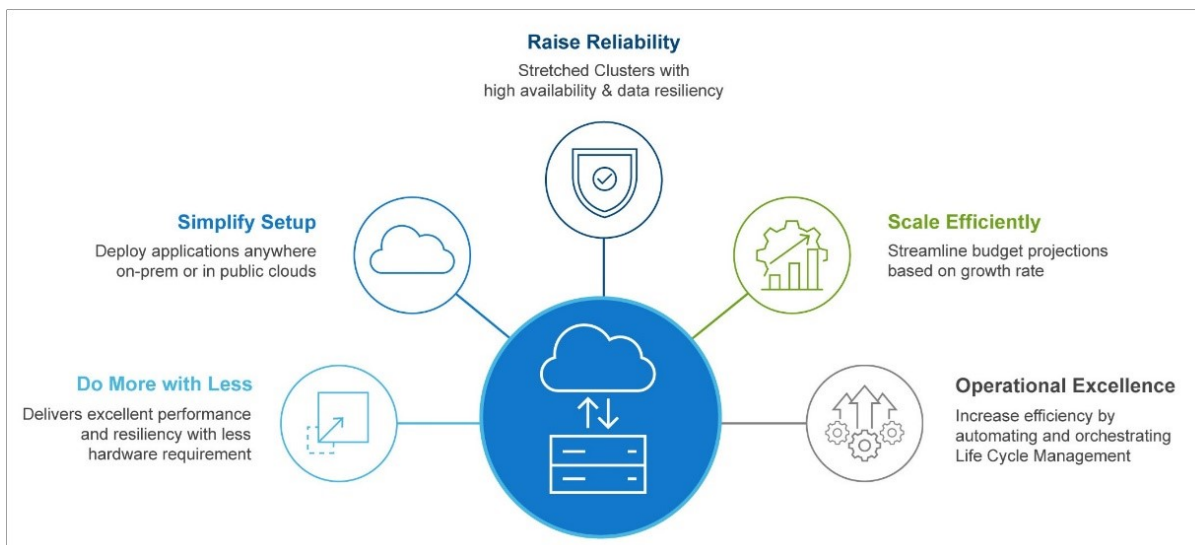 Raise Reliability
Stretched Clusters with
high availability & data resiliency
Simplify Setup
Deploy applications anywhere
on-prem or in public clouds
Scale Efficiently
Streamline budget projections
based on growth rate
Do More with Less
Delivers excellent performance
and resiliency with less
hardware requirement
Operational Excellence
Increase efficiency by
automating and orchestrating
Life Cycle Management